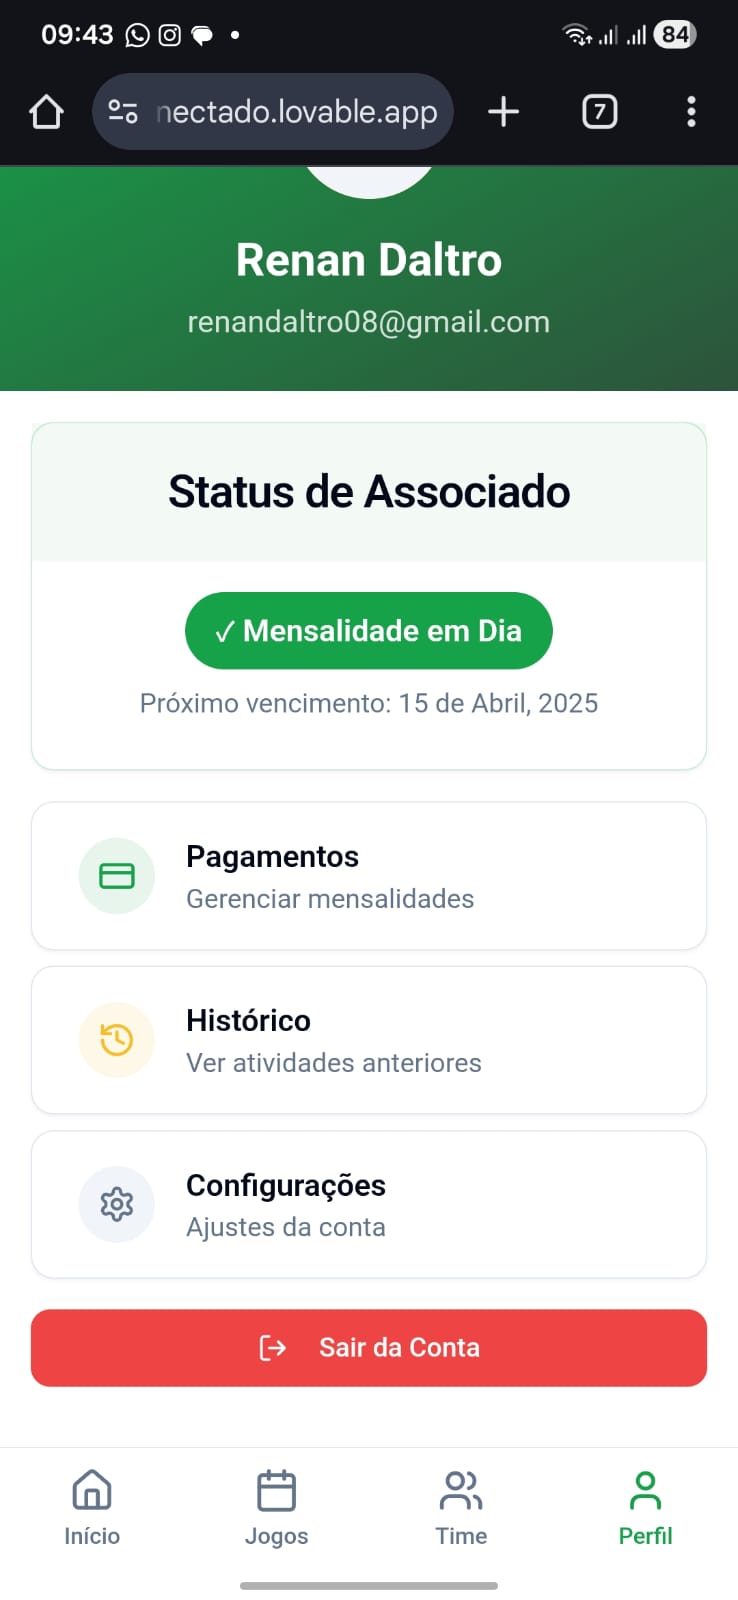 09:43
84
nectado.lovable.app
7
Renan Daltro
renandaltro08@gmail.com
Status de Associado
✓ Mensalidade em Dia
Próximo vencimento: 15 de Abril, 2025
Pagamentos
Gerenciar mensalidades
Histórico
Ver atividades anteriores
Configurações
Ajustes da conta
Sair da Conta
Início
Jogos
Time
Perfil